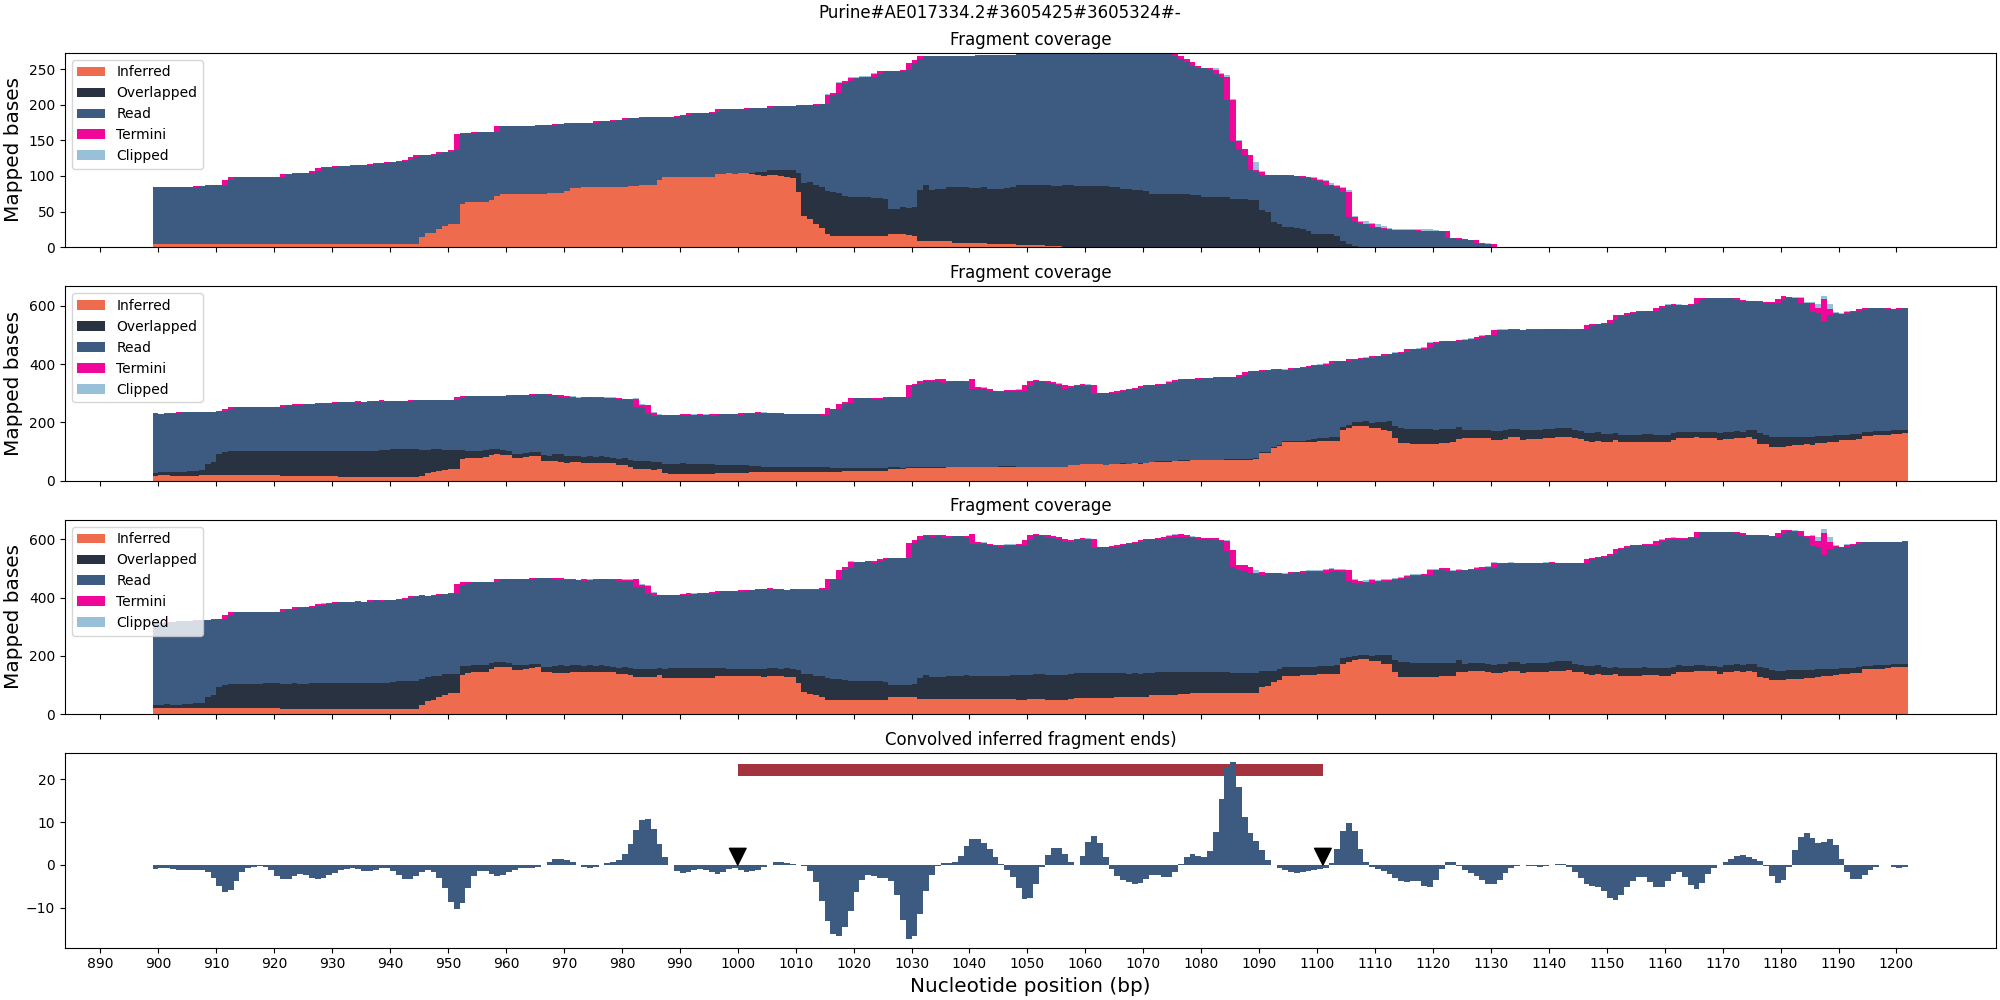 Purine#AE017334.2#3605425#3605324#-
Fragment coverage
Mapped bases
250
200
150
100
50
0
Inferred
Overlapped
Read
Termini
Clipped
Fragment coverage
Mapped bases
600
400
200
0
Inferred
Overlapped
Read
Termini
Clipped
Fragment coverage
Mapped bases
600
400
200
0
Inferred
Overlapped
Read
Termini
Clipped
Convolved inferred fragment ends)
20
10
0
−10
890 900 910 920 930 940 950 960 970 980 990 1000 1010 1020 1030 1040 1050 1060 1070 1080 1090 1100 1110 1120 1130 1140 1150 1160 1170 1180 1190 1200
Nucleotide position (bp)